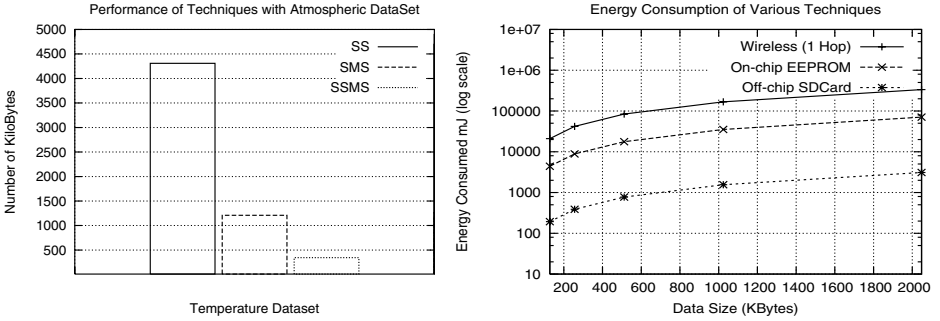 Performance of Techniques with Atmospheric DataSet
Number of KiloBytes
5000
4500
4000
3500
3000
2500
2000
1500
1000
500
SS
SMS
SSMS
Temperature Dataset
Energy Consumption of Various Techniques
Energy Consumed mJ (log scale)
1e+07
1e+06
100000
10000
1000
100
10
Wireless (1 Hop)
On-chip EEPROM
Off-chip SDCard
200 400 600 800 1000 1200 1400 1600 1800 2000
Data Size (KBytes)